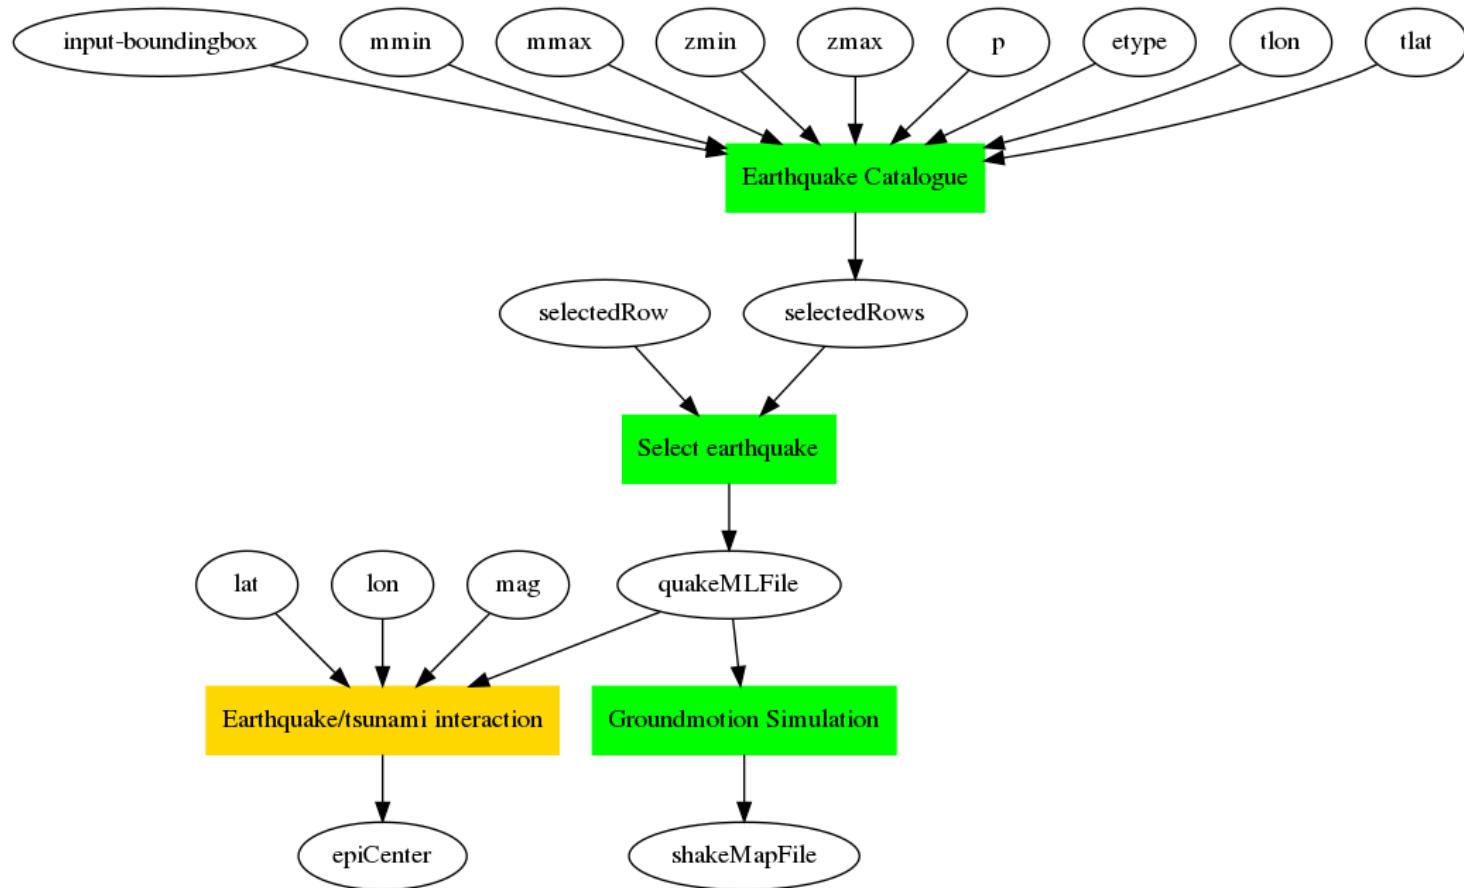 input-boundingbox
mmin
mmax
zmin
zmax
p
etype
tlon
tlat
Earthquake Catalogue
selectedRow
selectedRows
Select earthquake
lat
lon
mag
quakeMLFile
Earthquake/tsunami interaction
Groundmotion Simulation
epiCenter
shakeMapFile